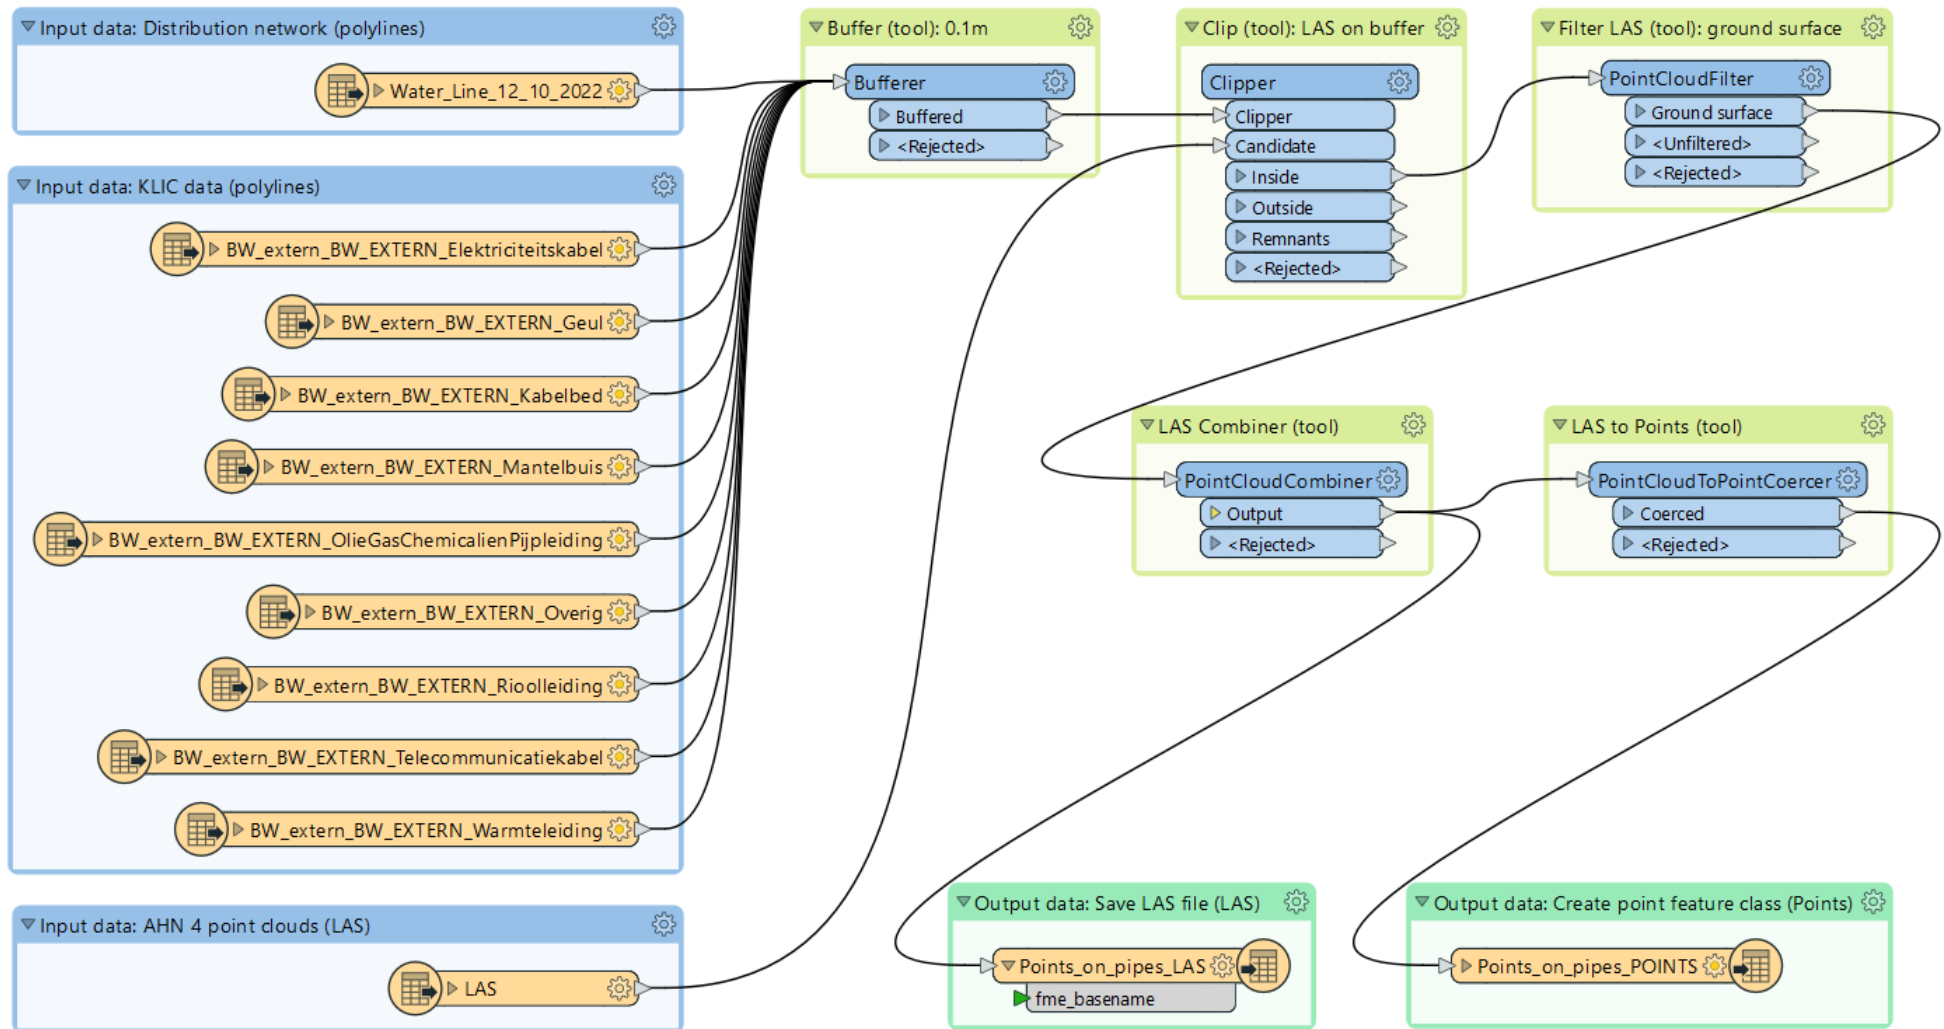 Input data: Distribution network (polylines)
Water_Line_12_10_2022
Input data: KLIC data (polylines)
BW_extern_BW_EXTERN_Elektriciteitskabel
BW_extern_BW_EXTERN_Geul
BW_extern_BW_EXTERN_Kabelbed
BW_extern_BW_EXTERN_Mantelbuis
BW_extern_BW_EXTERN_OlieGasChemicalienPijpleiding
BW_extern_BW_EXTERN_Overig
BW_extern_BW_EXTERN_Rioolleiding
BW_extern_BW_EXTERN_Telecommunicatiekabel
BW_extern_BW_EXTERN_Warmteleiding
Input data: AHN 4 point clouds (LAS)
LAS
Buffer (tool): 0.1m
Bufferer
Buffered
<Rejected>
Clip (tool): LAS on buffer
Clipper
Clipper
Candidate
Inside
Outside
Remnants
<Rejected>
Filter LAS (tool): ground surface
PointCloudFilter
Ground surface
<Unfiltered>
<Rejected>
LAS Combiner (tool)
PointCloudCombiner
Output
<Rejected>
LAS to Points (tool)
PointCloudToPointCoercer
Coerced
<Rejected>
Output data: Save LAS file (LAS)
Points_on_pipes_LAS
fme_basename
Output data: Create point feature class (Points)
Points_on_pipes_POINTS